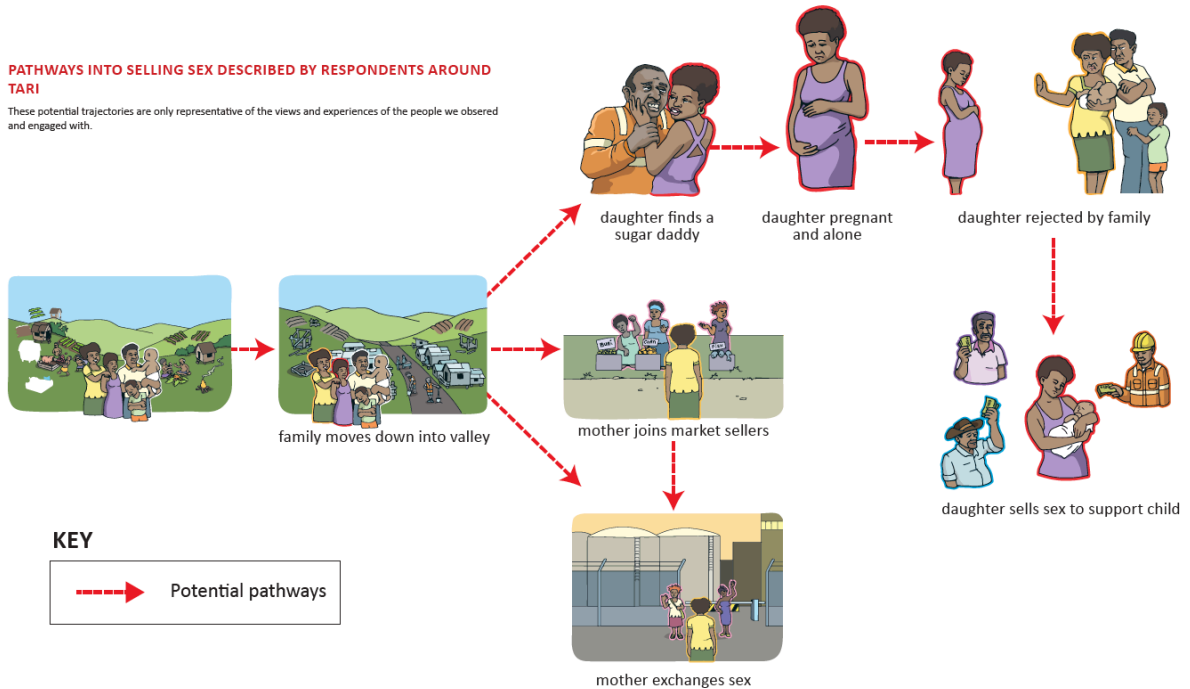 PATHWAYS INTO SELLING SEX DESCRIBED BY RESPONDENTS AROUND
TARI
These potential trajectories are only representative of the views and experiences of the people we obsered
and engaged with.
daughter finds a
sugar daddy
daughter pregnant
and alone
daughter rejected by family
family moves down into valley
mother joins market sellers
daughter sells sex to support child
KEY
Potential pathways
mother exchanges sex